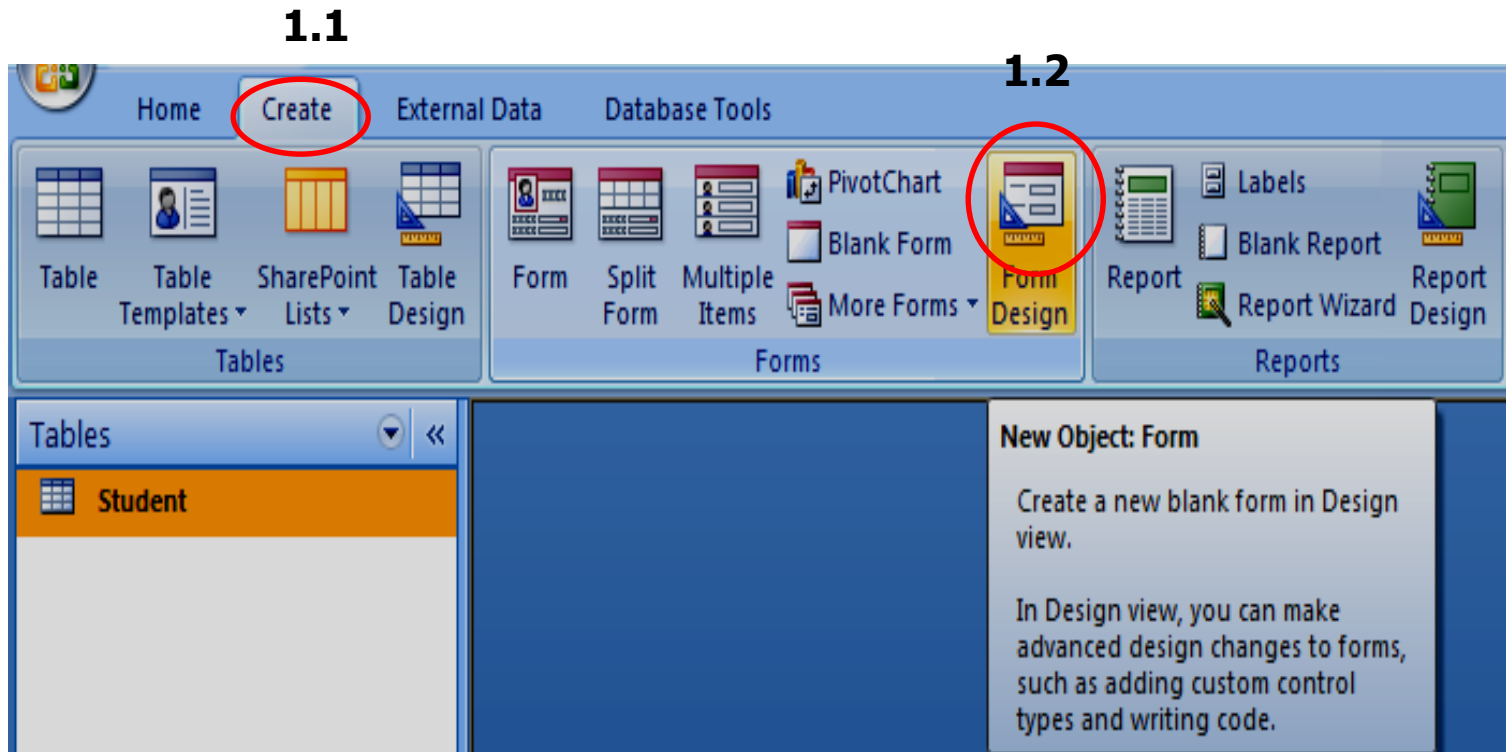 1.1
1.2
Home Create External Data Database Tools
Table
Table
Templates
SharePoint
Lists
Table
Design
Tables
Form
Split
Form
Multiple
Items
PivotChart
Blank Form
More Forms
Form
Design
Forms
Report
Labels
Blank Report
Report Wizard
Report
Design
Reports
Tables
Student
New Object: Form
Create a new blank form in Design
view.
In Design view, you can make
advanced design changes to forms,
such as adding custom control
types and writing code.